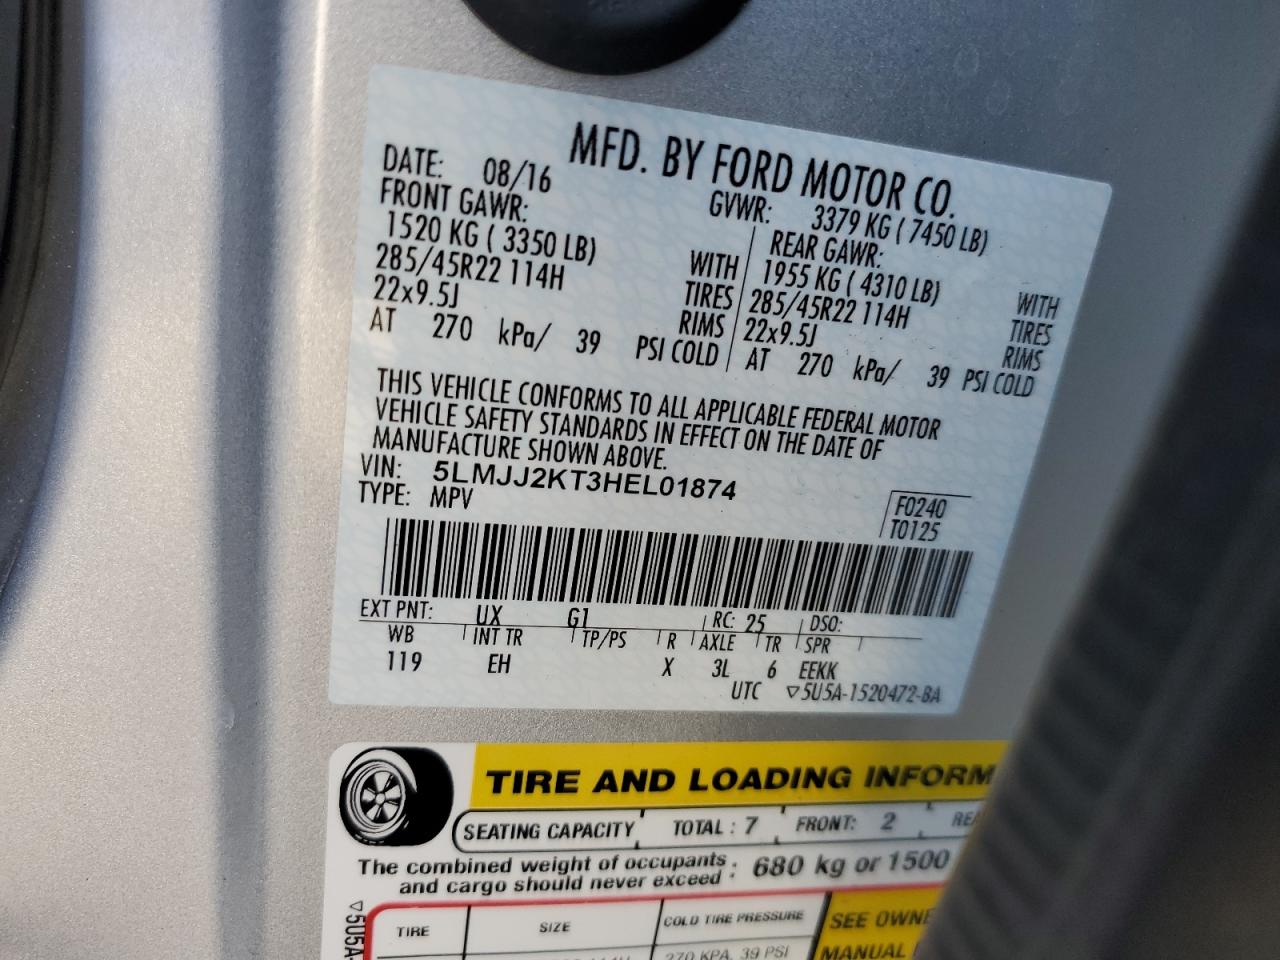 MFD. BY FORD MOTOR CO.
DATE: 08/16 GVWR: 3379 KG ( 7450 LB)
FRONT GAWR: REAR GAWR:
1520 KG ( 3350 LB) WITH 1955 KG ( 4310 LB) WITH
285/45R22 114H TIRES 285/45R22 114H TIRES
22x9.5J RIMS 22x9.5J RIMS
AT 270 kPa/ 39 PSI COLD AT 270 kPa/ 39 PSI COLD
THIS VEHICLE CONFORMS TO ALL APPLICABLE FEDERAL MOTOR
VEHICLE SAFETY STANDARDS IN EFFECT ON THE DATE OF
MANUFACTURE SHOWN ABOVE.
VIN: 5LMJJ2KT3HEL01874
TYPE: MPV F0240
T0125
EXT PNT: UX G1 RC: 25 DSO:
WB INT TR TP/PS R AXLE TR SPR
119 EH X 3L 6 EEKK
UTC ▽5U5A-1520472-BA
TIRE AND LOADING INFORM
SEATING CAPACITY TOTAL : 7 FRONT: 2 REA
The combined weight of occupants : 680 kg or 1500
and cargo should never exceed :
TIRE SIZE COLD TIRE PRESSURE SEE OWNE
270 KPA, 39 PSI MANUAL
▽5U5A-